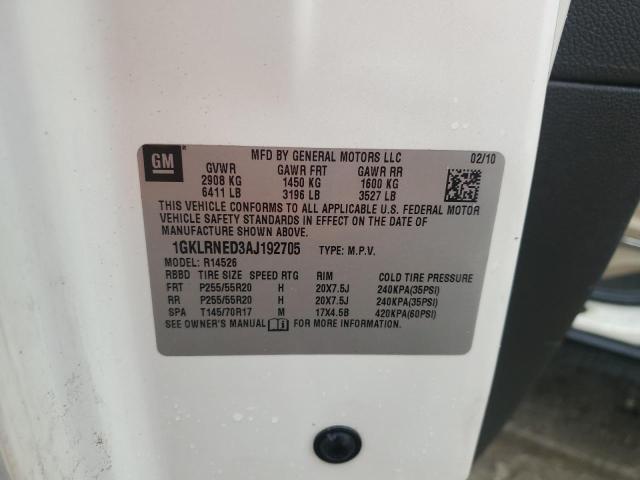 GM
MFD BY GENERAL MOTORS LLC 02/10
GVWR GAWR FRT GAWR RR
2908 KG 1450 KG 1600 KG
6411 LB 3196 LB 3527 LB
THIS VEHICLE CONFORMS TO ALL APPLICABLE U.S. FEDERAL MOTOR
VEHICLE SAFETY STANDARDS IN EFFECT ON THE DATE OF
MANUFACTURE SHOWN ABOVE.
1GKLRNED3AJ192705 TYPE: M.P.V.
MODEL: R14526
RBBD TIRE SIZE SPEED RTG RIM COLD TIRE PRESSURE
FRT P255/55R20 H 20X7.5J 240KPA(35PSI)
RR P255/55R20 H 20X7.5J 240KPA(35PSI)
SPA T145/70R17 M 17X4.5B 420KPA(60PSI)
SEE OWNER'S MANUAL FOR MORE INFORMATION.